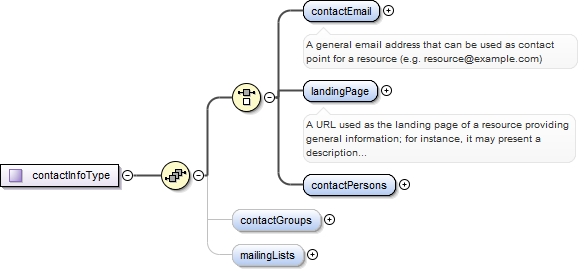 contactEmail
A general email address that can be used as contact
point for a resource (e.g. resource@example.com)
landingPage
A URL used as the landing page of a resource providing
general information; for instance, it may present a
description...
contactInfoType
contactPersons
contactGroups
mailingLists